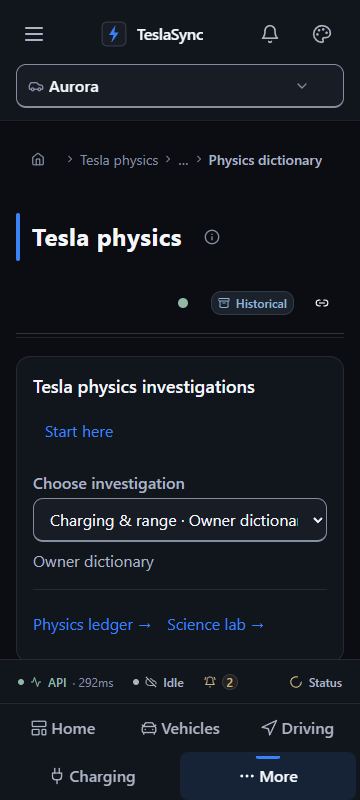 TeslaSync
Aurora
Tesla physics ... Physics dictionary
Tesla physics
Historical
Tesla physics investigations
Start here
Choose investigation
Charging & range · Owner dictionar
Owner dictionary
Physics ledger → Science lab →
API · 292ms Idle 2 Status
Home Vehicles Driving
Charging More